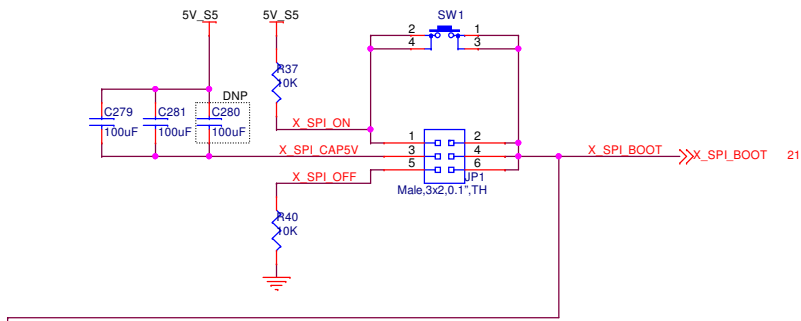 5V_S5 5V_S5 SW1
2 1
4 3
DNP
R37
10K
C279 C281 C280
100uF 100uF 100uF
X_SPI_ON
1 2
X_SPI_CAP5V 3 4 X_SPI_BOOT X_SPI_BOOT 21
5 6
X_SPI_OFF
JP1
Male,3x2,0.1",TH
R40
10K